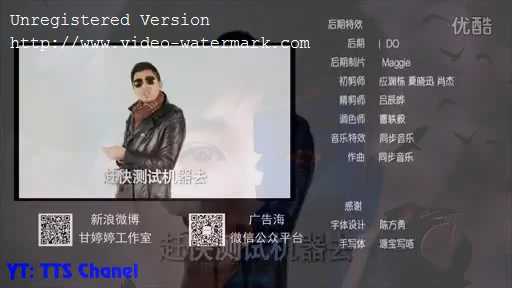 Unregistered Version
http://www.video-watermark.com
优酷
后期特效
后期 I DO
后期制片 Maggie
初剪师 应澜栋 夏晓迅 肖杰
精剪师 吕辰晔
调色师 曹轶毅
音乐特效 同步音乐
作曲 同步音乐
赶快测试机器去
感谢
字体设计 陈方勇
手写体 源宝写塔
新浪微博
甘婷婷工作室
广告海
微信公众平台
赶快测试机器去
YT: TTS Chanel